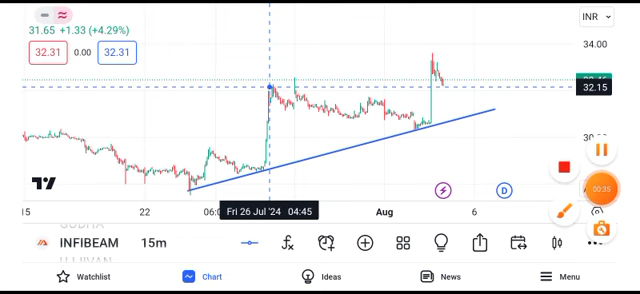 INR
31.65 +1.33 (+4.29%)
34.00
32.31 0.00 32.31
32.15
15 22 06:0 Fri 26 Jul '24 04:45 Aug 6
D
00:35
INFIBEAM 15m
Watchlist Chart Ideas News Menu